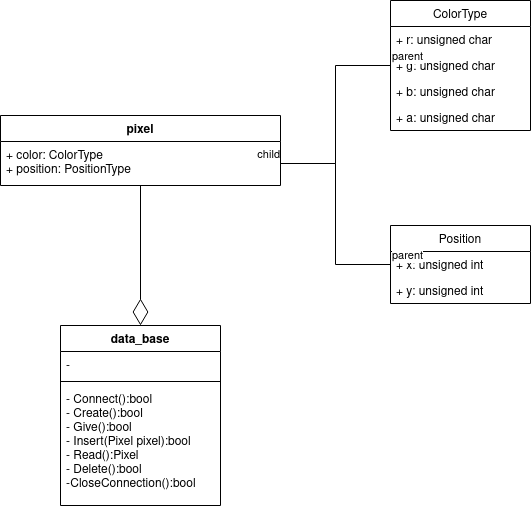 ColorType
+ r: unsigned char
parent
+ g: unsigned char
+ b: unsigned char
+ a: unsigned char
pixel
+ color: ColorType
child
+ position: PositionType
Position
parent
+ x: unsigned int
+ y: unsigned int
data_base
-
- Connect():bool
- Create():bool
- Give():bool
- Insert(Pixel pixel):bool
- Read():Pixel
- Delete():bool
-CloseConnection():bool